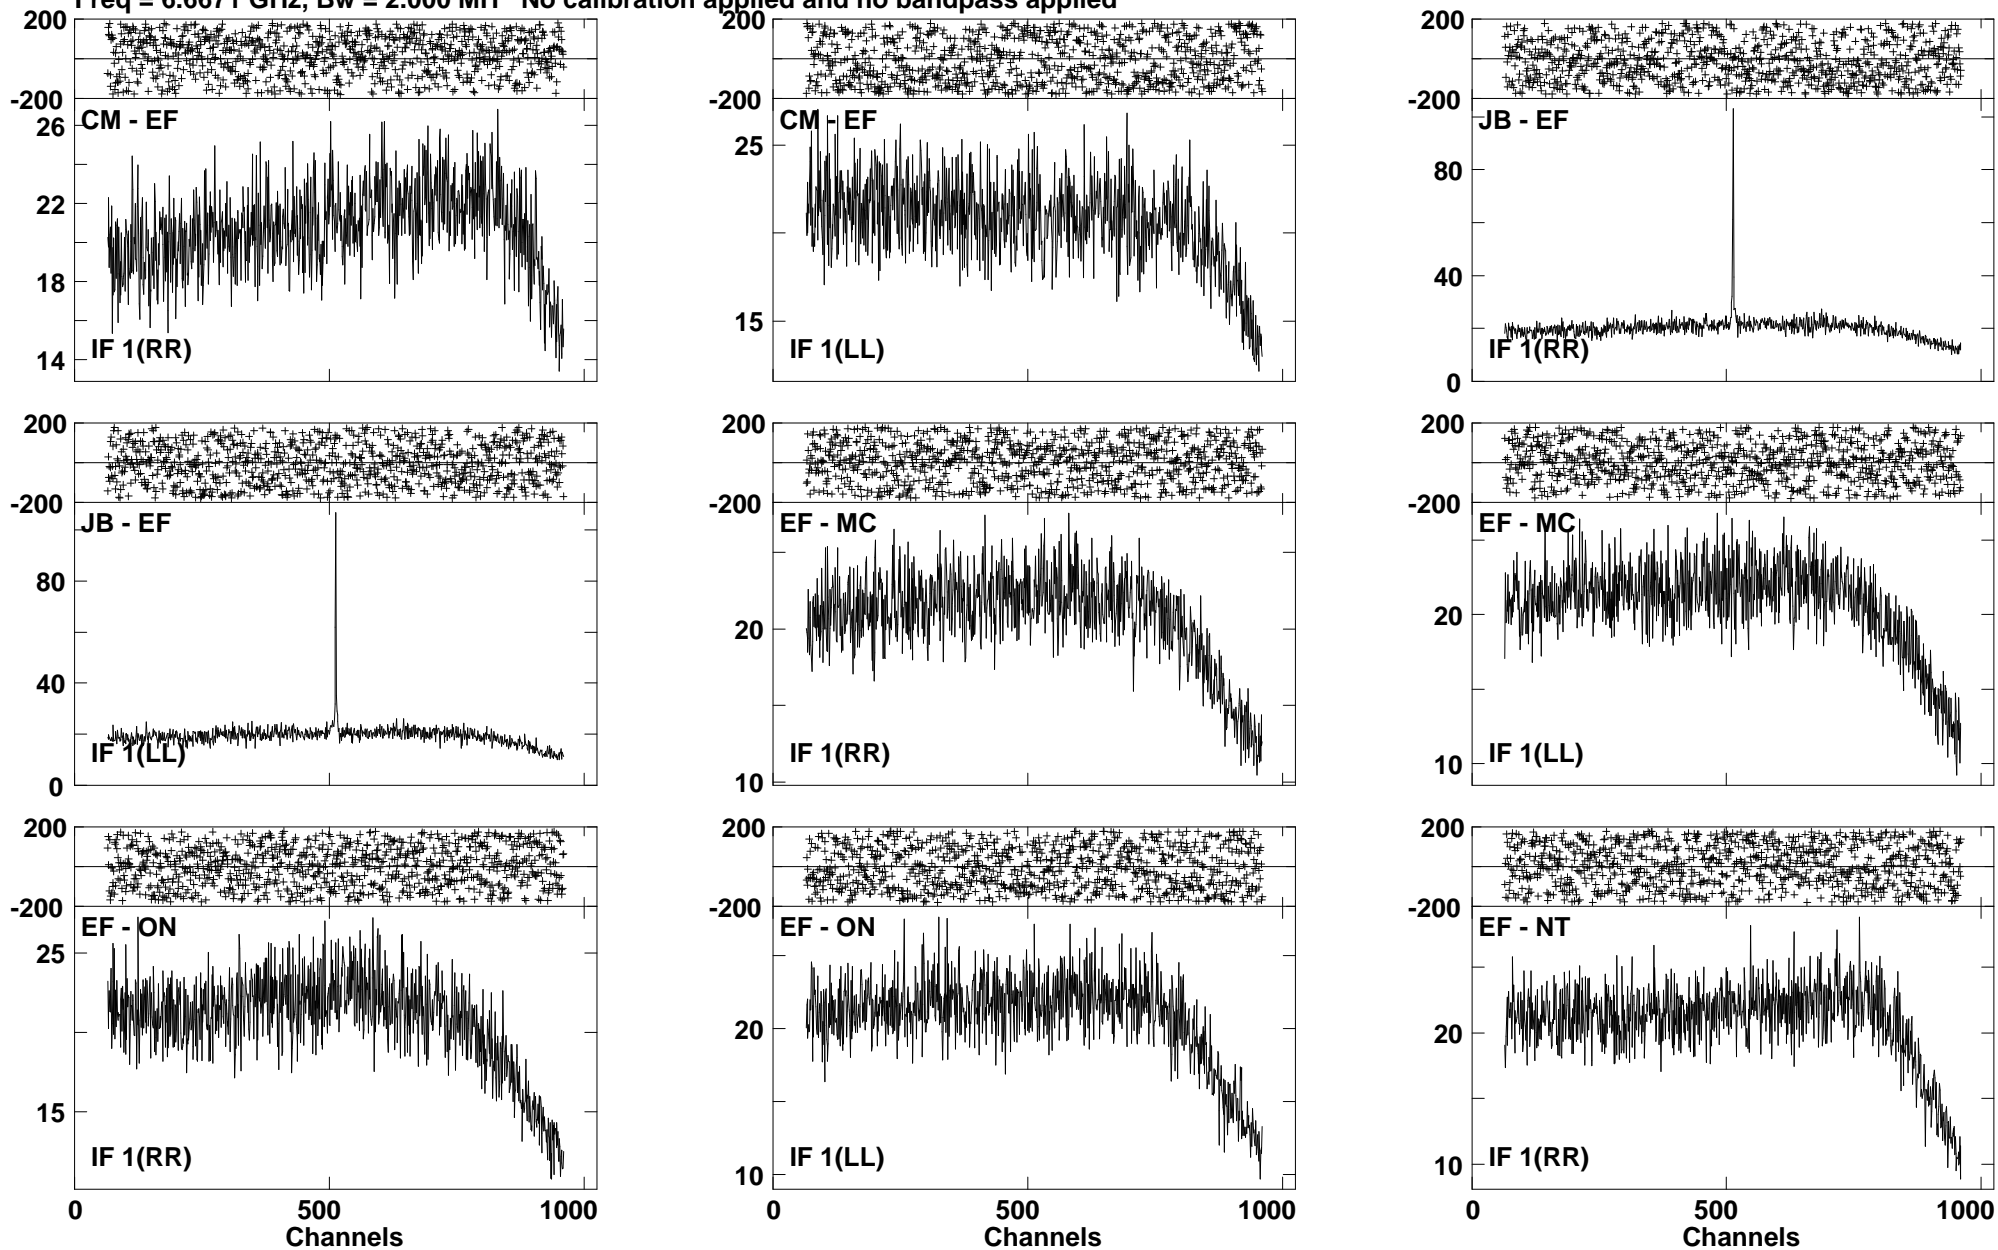 Freq = 6.6671 GHz, Bw = 2.000 MH No calibration applied and no bandpass applied
200
-200
CM - EF
26
22
18
14
IF 1(RR)
200
-200
CM - EF
25
15
IF 1(LL)
200
-200
JB - EF
80
40
0
IF 1(RR)
200
-200
JB - EF
80
40
0
IF 1(LL)
200
-200
EF - MC
20
10
IF 1(RR)
200
-200
EF - MC
20
10
IF 1(LL)
200
-200
EF - ON
25
15
IF 1(RR)
0
500
1000
Channels
200
-200
EF - ON
20
10
IF 1(LL)
0
500
1000
Channels
200
-200
EF - NT
20
10
IF 1(RR)
0
500
1000
Channels